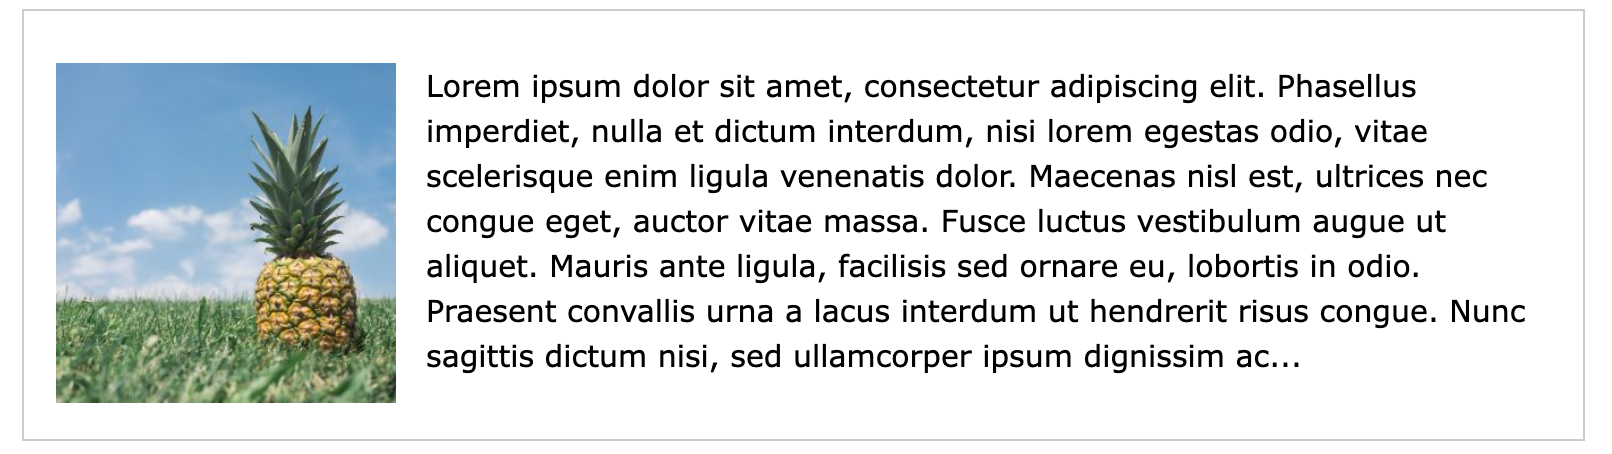 Lorem ipsum dolor sit amet, consectetur adipiscing elit. Phasellus
imperdiet, nulla et dictum interdum, nisi lorem egestas odio, vitae
scelerisque enim ligula venenatis dolor. Maecenas nisl est, ultrices nec
congue eget, auctor vitae massa. Fusce luctus vestibulum augue ut
aliquet. Mauris ante ligula, facilisis sed ornare eu, lobortis in odio.
Praesent convallis urna a lacus interdum ut hendrerit risus congue. Nunc
sagittis dictum nisi, sed ullamcorper ipsum dignissim ac...